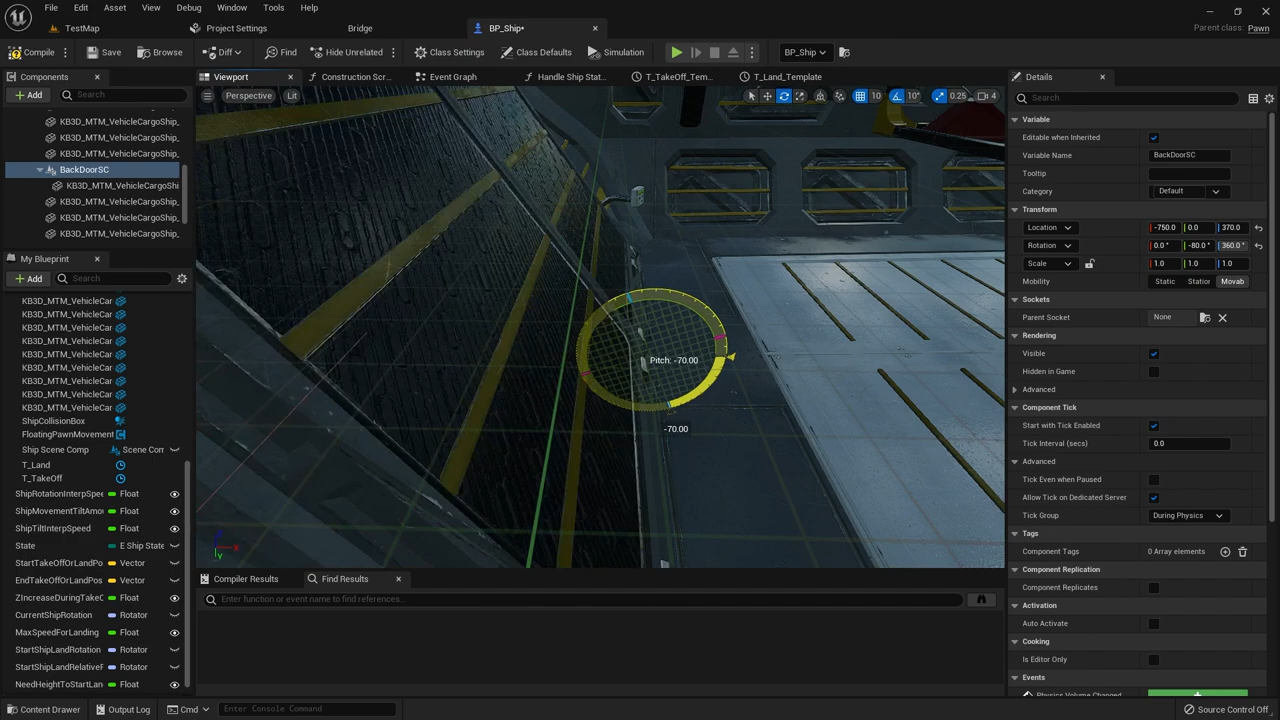 File Edit Asset View Debug Window Tools Help
TestMap Project Settings Bridge BP_Ship* Parent class: Pawn
Compile Save Browse Diff Find Hide Unrelated Class Settings Class Defaults Simulation BP_Ship
Components
Add Search
KB3D_MTM_VehicleCargoShip_
KB3D_MTM_VehicleCargoShip_
KB3D_MTM_VehicleCargoShip_
BackDoorSC
KB3D_MTM_VehicleCargoShi
KB3D_MTM_VehicleCargoShip_
KB3D_MTM_VehicleCargoShip_
KB3D_MTM_VehicleCargoShip_
My Blueprint
Add Search
KB3D_MTM_VehicleCar
KB3D_MTM_VehicleCar
KB3D_MTM_VehicleCar
KB3D_MTM_VehicleCar
KB3D_MTM_VehicleCar
KB3D_MTM_VehicleCar
KB3D_MTM_VehicleCar
KB3D_MTM_VehicleCar
KB3D_MTM_VehicleCar
ShipCollisionBox
FloatingPawnMovement
Ship Scene Comp Scene Com
T_Land
T_TakeOff
ShipRotationInterpSpee Float
ShipMovementTiltAmou Float
ShipTiltInterpSpeed Float
State E Ship State
StartTakeOffOrLandPo Vector
EndTakeOffOrLandPos Vector
ZIncreaseDuringTakeO Float
CurrentShipRotation Rotator
MaxSpeedForLanding Float
StartShipLandRotation Rotator
StartShipLandRelativeR Rotator
NeedHeightToStartLan Float
Viewport Construction Scr... Event Graph Handle Ship Stat... T_TakeOff_Tem... T_Land_Template
Perspective Lit 10 10° 0.25 4
Pitch: -70.00
-70.00
Compiler Results Find Results
Enter function or event name to find references...
Details
Search
Variable
Editable when Inherited
Variable Name BackDoorSC
Tooltip
Category Default
Transform
Location -750.0 0.0 370.0
Rotation 0.0 ° -80.0 ° 360.0 °
Scale 1.0 1.0 1.0
Mobility Static Station Movab
Sockets
Parent Socket None
Rendering
Visible
Hidden in Game
Advanced
Component Tick
Start with Tick Enabled
Tick Interval (secs) 0.0
Advanced
Tick Even when Paused
Allow Tick on Dedicated Server
Tick Group During Physics
Tags
Component Tags 0 Array elements
Component Replication
Component Replicates
Activation
Auto Activate
Cooking
Is Editor Only
Events
Physics Volume Changed
Content Drawer Output Log Cmd Enter Console Command Source Control Off